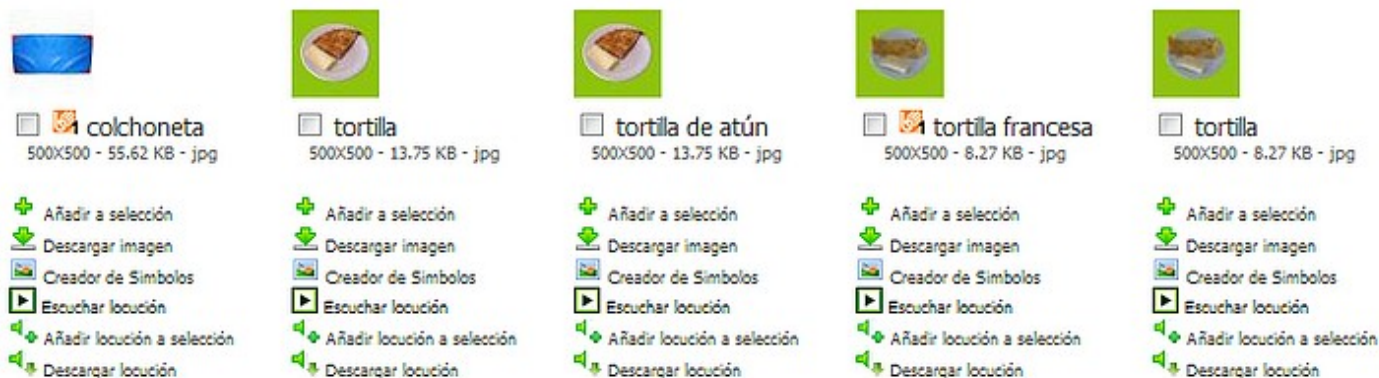 colchoneta
500X500 - 55.62 KB - jpg
Añadir a selección
Descargar imagen
Creador de Simbolos
Escuchar locución
Añadir locución a selección
Descargar locución
tortilla
500X500 - 13.75 KB - jpg
Añadir a selección
Descargar imagen
Creador de Simbolos
Escuchar locución
Añadir locución a selección
Descargar locución
tortilla de atún
500X500 - 13.75 KB - jpg
Añadir a selección
Descargar imagen
Creador de Simbolos
Escuchar locución
Añadir locución a selección
Descargar locución
tortilla francesa
500X500 - 8.27 KB - jpg
Añadir a selección
Descargar imagen
Creador de Simbolos
Escuchar locución
Añadir locución a selección
Descargar locución
tortilla
500X500 - 8.27 KB - jpg
Añadir a selección
Descargar imagen
Creador de Simbolos
Escuchar locución
Añadir locución a selección
Descargar locución